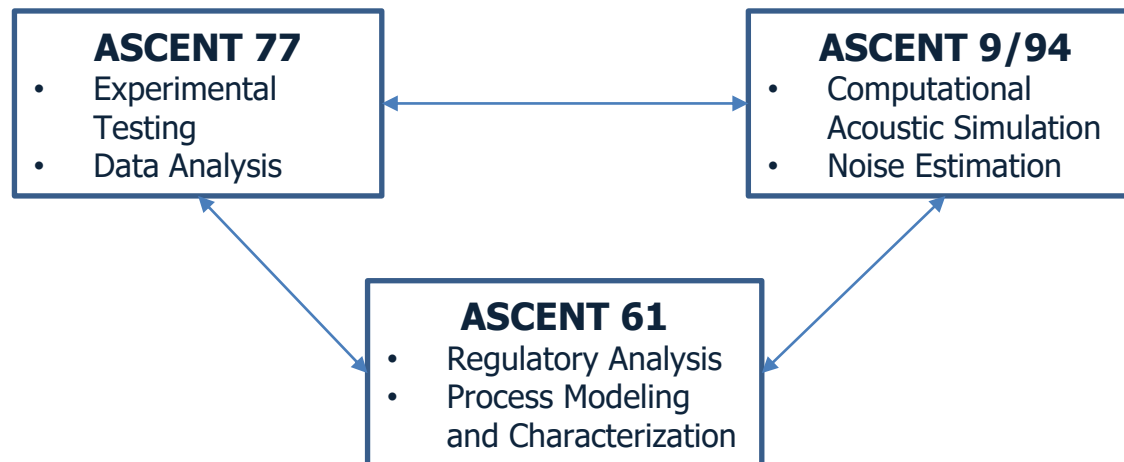 ASCENT 77
• Experimental
Testing
• Data Analysis
ASCENT 9/94
• Computational
Acoustic Simulation
• Noise Estimation
ASCENT 61
• Regulatory Analysis
• Process Modeling
and Characterization